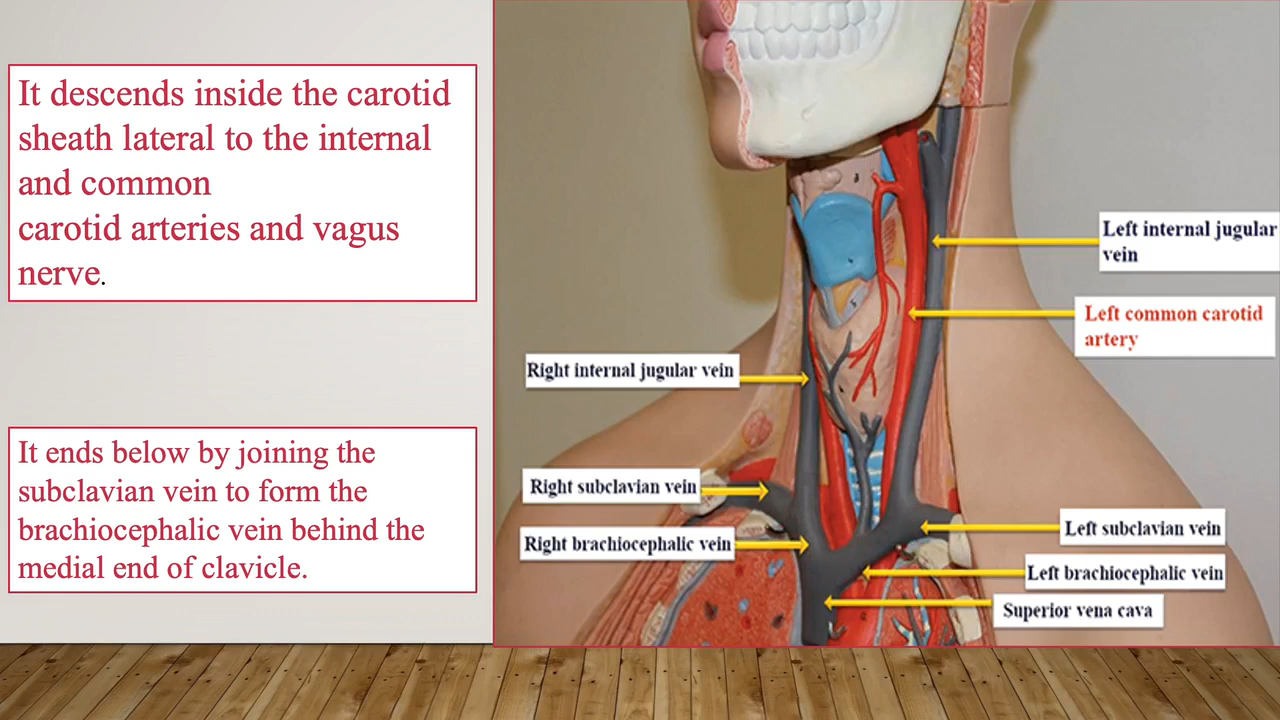 It descends inside the carotid
sheath lateral to the internal
and common
carotid arteries and vagus
nerve.
It ends below by joining the
subclavian vein to form the
brachiocephalic vein behind the
medial end of clavicle.
Left internal jugular
vein
Left common carotid
artery
Right internal jugular vein
Right subclavian vein
Right brachiocephalic vein
Left subclavian vein
Left brachiocephalic vein
Superior vena cava